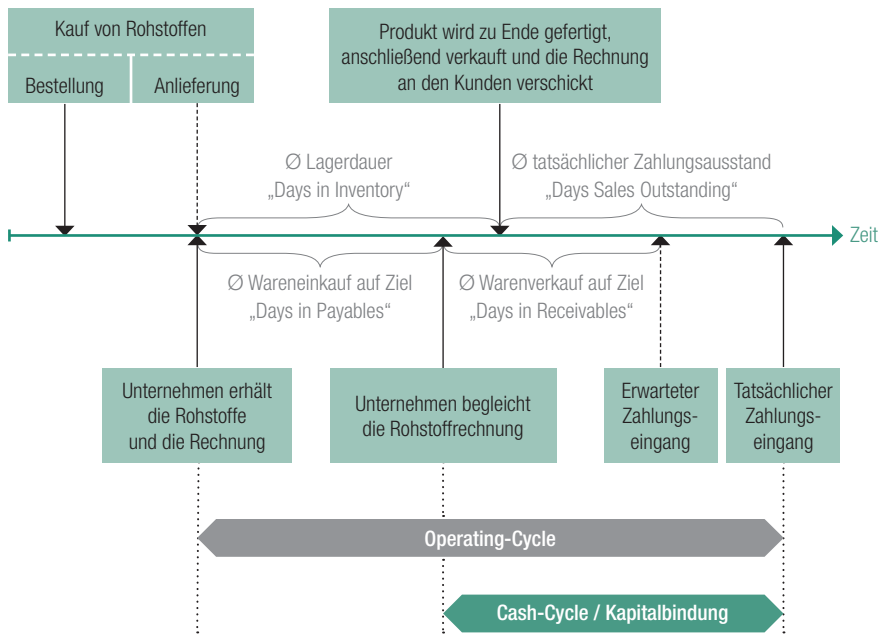 Kauf von Rohstoffen
Bestellung
Anlieferung
Produkt wird zu Ende gefertigt,
anschließend verkauft und die Rechnung
an den Kunden verschickt
Ø Lagerdauer
„Days in Inventory“
Ø tatsächlicher Zahlungsausstand
„Days Sales Outstanding“
Zeit
Ø Wareneinkauf auf Ziel
„Days in Payables“
Ø Warenverkauf auf Ziel
„Days in Receivables“
Unternehmen erhält
die Rohstoffe
und die Rechnung
Unternehmen begleicht
die Rohstoffrechnung
Erwarteter
Zahlungs-
eingang
Tatsächlicher
Zahlungs-
eingang
Operating-Cycle
Cash-Cycle / Kapitalbindung